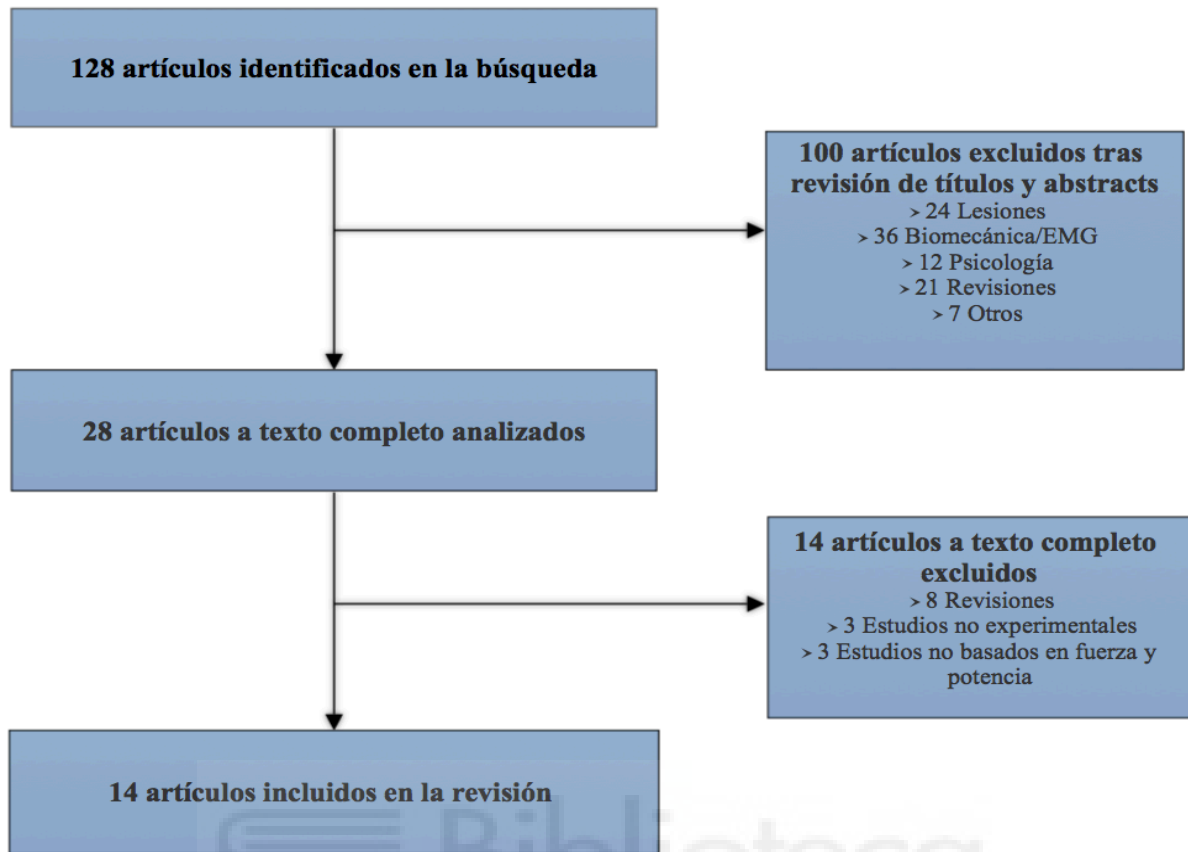 128 artículos identificados en la búsqueda
100 artículos excluidos tras
revisión de títulos y abstracts
➤ 24 Lesiones
➤ 36 Biomecánica/EMG
➤ 12 Psicología
➤ 21 Revisiones
➤ 7 Otros
28 artículos a texto completo analizados
14 artículos a texto completo
excluidos
➤ 8 Revisiones
➤ 3 Estudios no experimentales
➤ 3 Estudios no basados en fuerza y
potencia
14 artículos incluidos en la revisión
Biblioteca